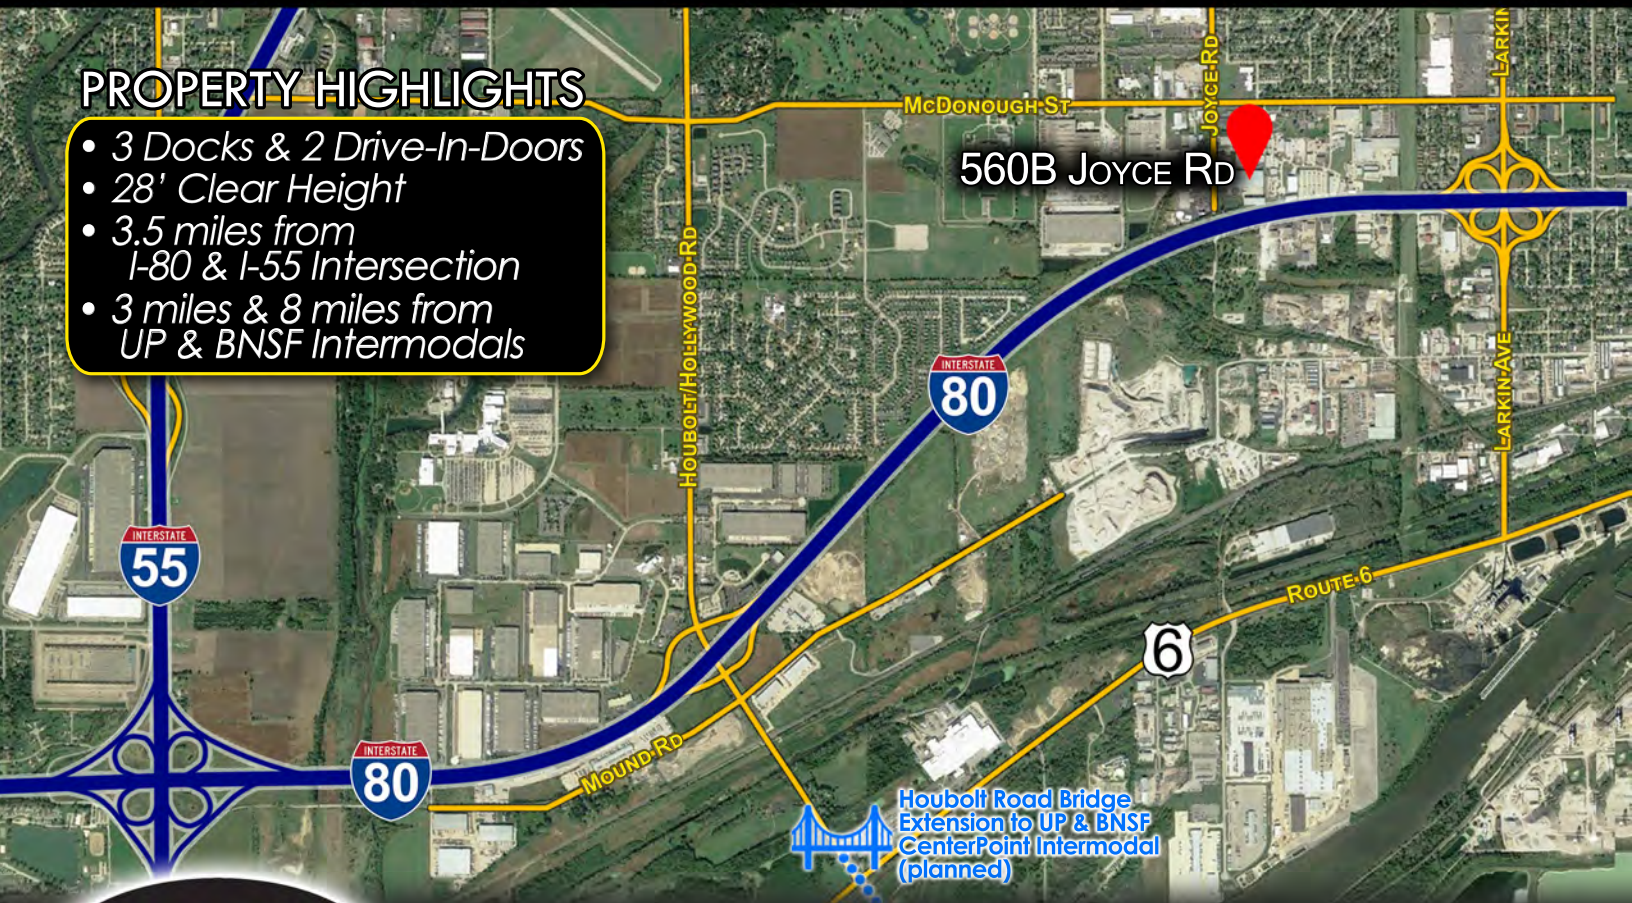 PROPERTY HIGHLIGHTS
• 3 Docks & 2 Drive-In-Doors
• 28' Clear Height
• 3.5 miles from
I-80 & I-55 Intersection
• 3 miles & 8 miles from
UP & BNSF Intermodals
McDonough St
Joyce Rd
Larkin
560B Joyce Rd
Houbolt/Hollywood Rd
INTERSTATE
80
Larkin Ave
INTERSTATE
55
Route 6
6
INTERSTATE
80
Mound Rd
Houbolt Road Bridge
Extension to UP & BNSF
CenterPoint Intermodal
(planned)